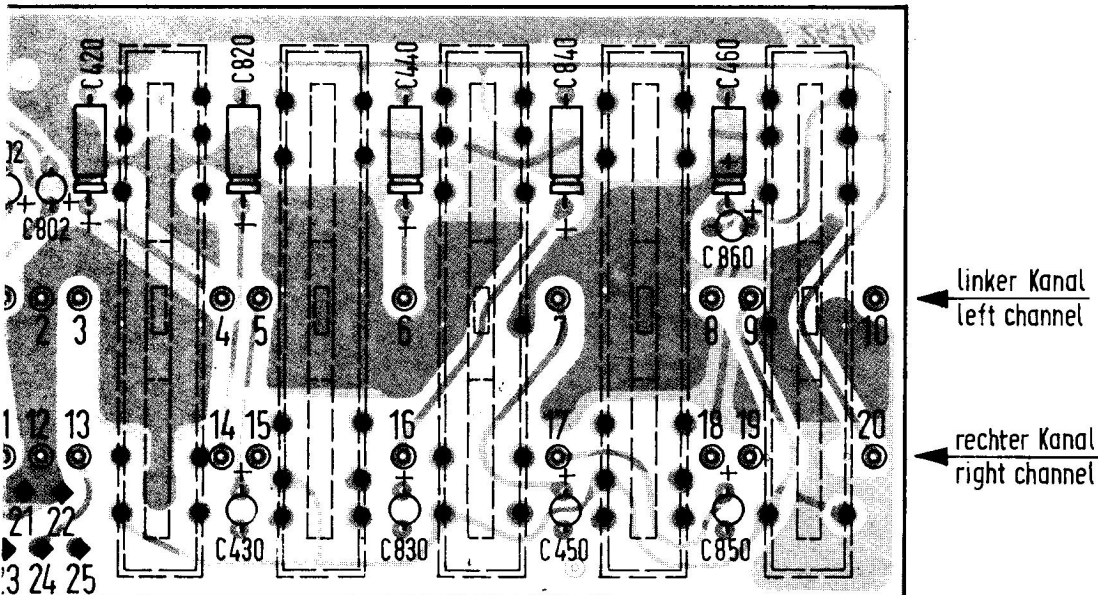 C420
C820
C440
C840
C460
C802
C860
2 3 4 5 6 7 8 9 10
linker Kanal
left channel
12 13 14 15 16 17 18 19 20
rechter Kanal
right channel
21 22
C430
C830
C450
C850
24 25